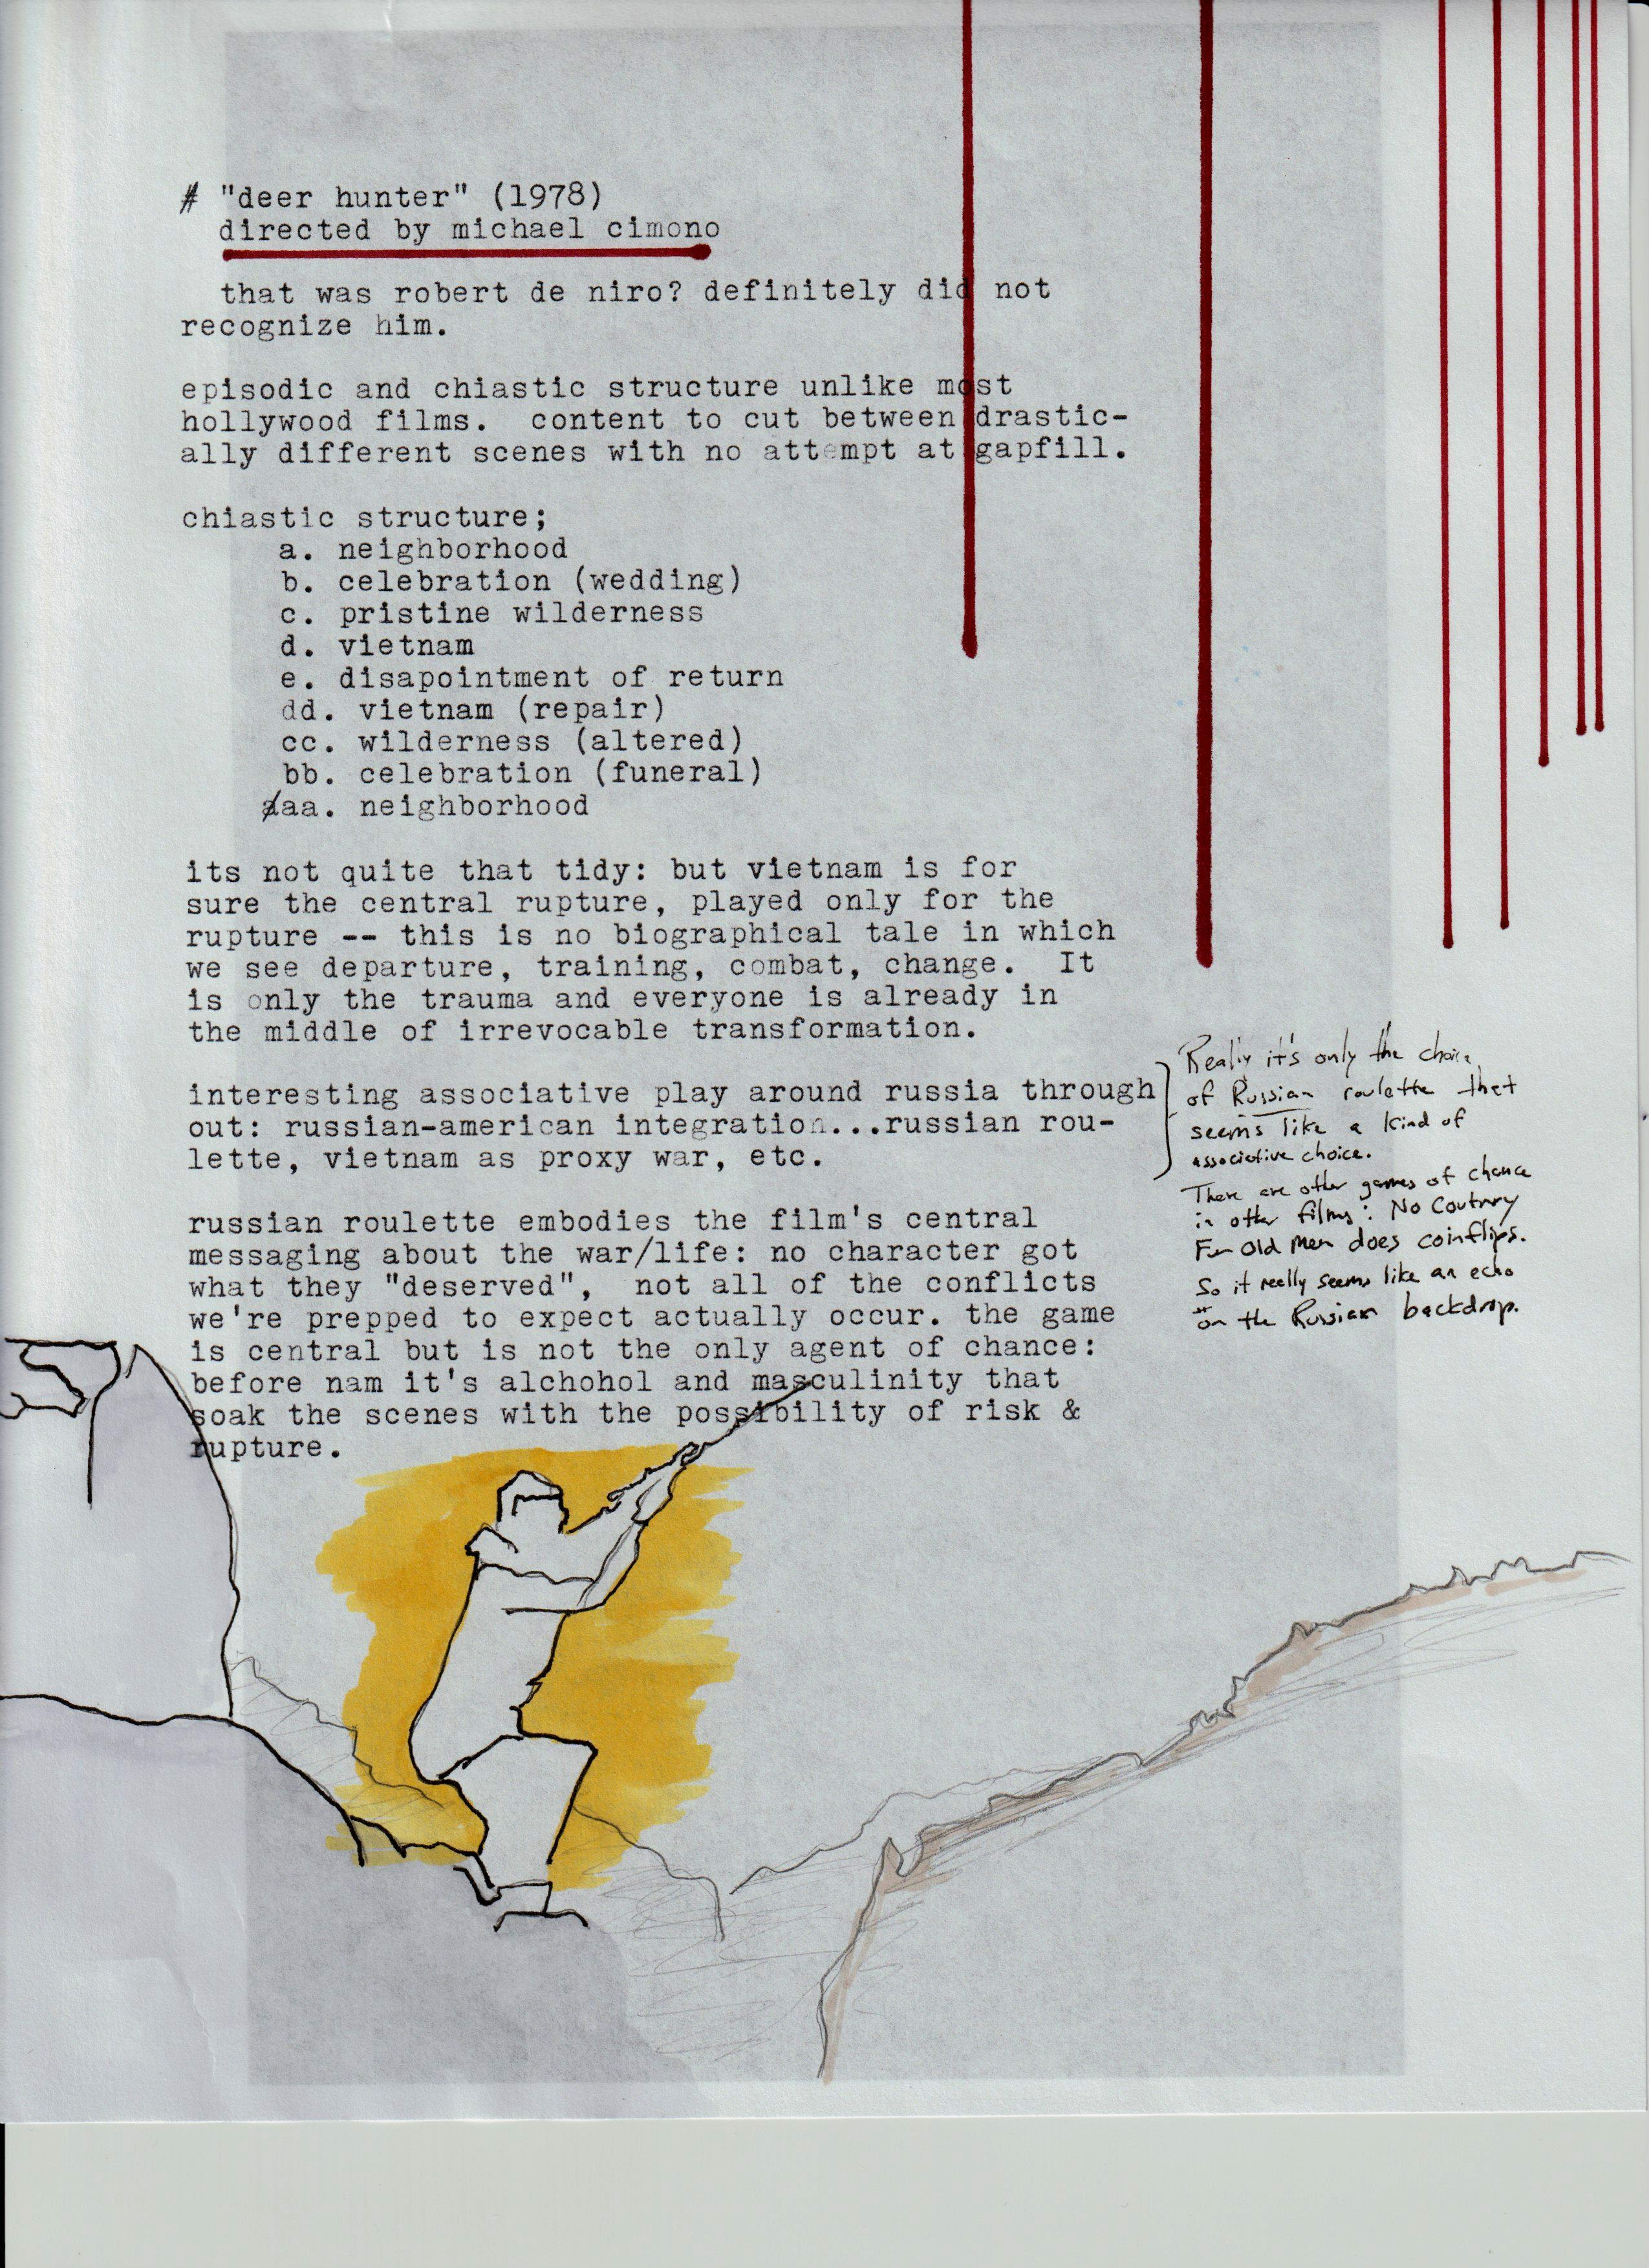 # "deer hunter" (1978)
directed by michael cimono
that was robert de niro? definitely did not
recognize him.
episodic and chiastic structure unlike most
hollywood films.  content to cut between drastic-
ally different scenes with no attempt at gapfill.
chiastic structure;
a. neighborhood
b. celebration (wedding)
c. pristine wilderness
d. vietnam
e. disapointment of return
dd. vietnam (repair)
cc. wilderness (altered)
bb. celebration (funeral)
aa. neighborhood
its not quite that tidy: but vietnam is for
sure the central rupture, played only for the
rupture -- this is no biographical tale in which
we see departure, training, combat, change.  It
is only the trauma and everyone is already in
the middle of irrevocable transformation.
interesting associative play around russia through
out: russian-american integration...russian rou-
lette, vietnam as proxy war, etc.
Really it's only the choice
of Russian roulette that
seems like a kind of
associative choice.
There are other games of chance
in other films: No Coutnry
For Old Men does coinflips.
So it really seems like an echo
on the Russian backdrop.
russian roulette embodies the film's central
messaging about the war/life: no character got
what they "deserved",  not all of the conflicts
we're prepped to expect actually occur. the game
is central but is not the only agent of chance:
before nam it's alchohol and masculinity that
soak the scenes with the possibility of risk &
rupture.